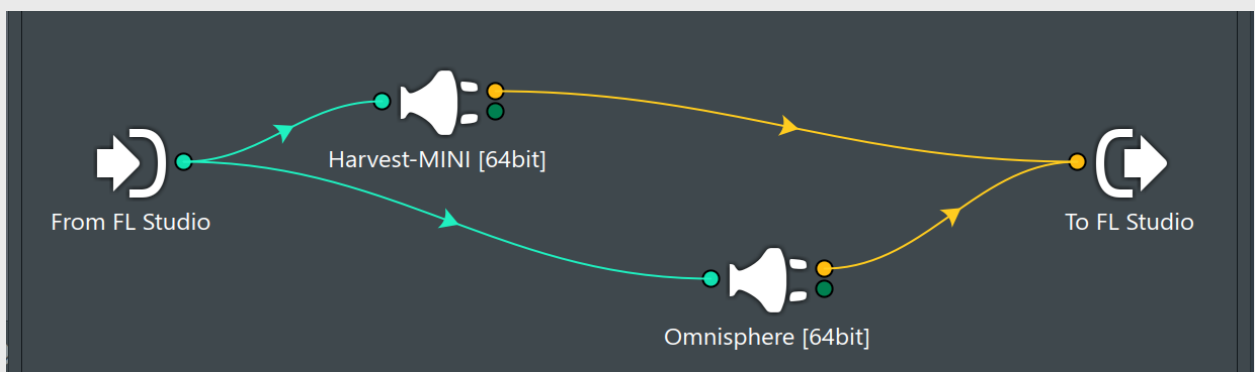 Harvest-MINI [64bit]
From FL Studio
To FL Studio
Omnisphere [64bit]